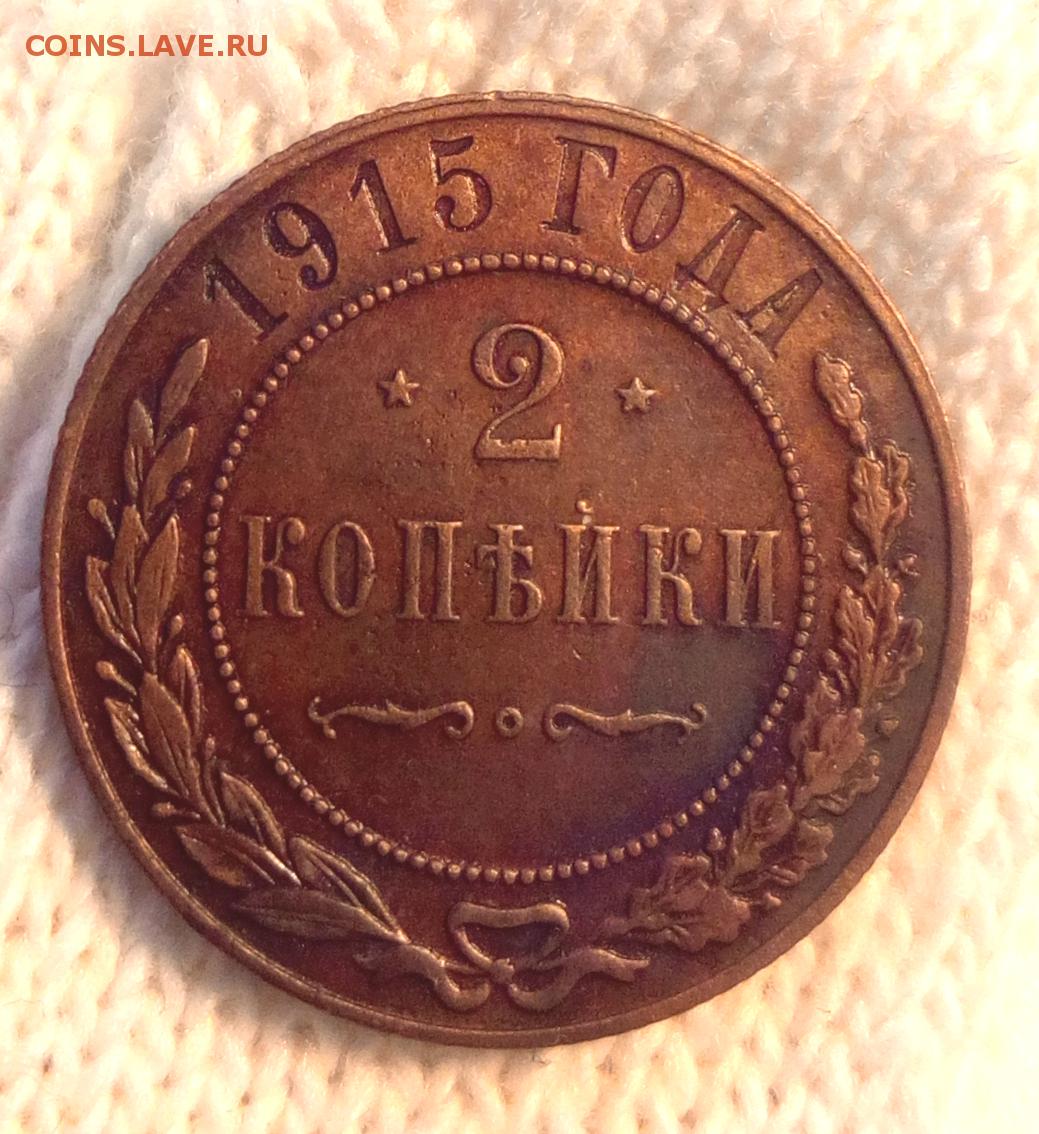 COINS.LAVE.RU
1915 ГОДА
2
КОПѢЙКИ